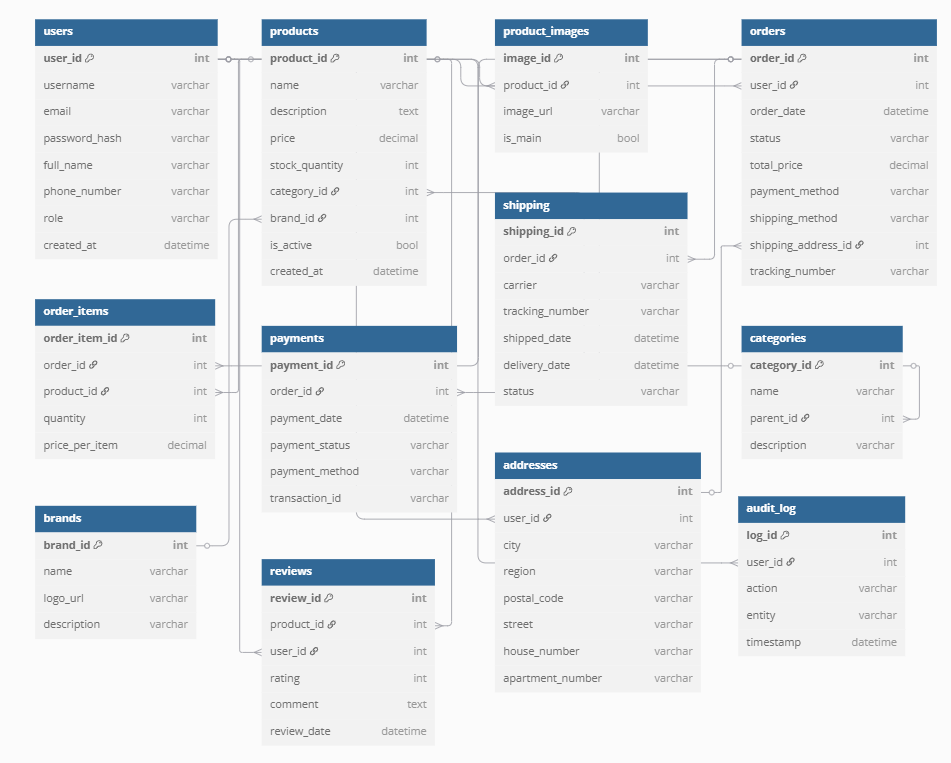 users
user_id int
username varchar
email varchar
password_hash varchar
full_name varchar
phone_number varchar
role varchar
created_at datetime
products
product_id int
name varchar
description text
price decimal
stock_quantity int
category_id int
brand_id int
is_active bool
created_at datetime
product_images
image_id int
product_id int
image_url varchar
is_main bool
orders
order_id int
user_id int
order_date datetime
status varchar
total_price decimal
payment_method varchar
shipping_method varchar
shipping_address_id int
tracking_number varchar
shipping
shipping_id int
order_id int
carrier varchar
tracking_number varchar
shipped_date datetime
delivery_date datetime
status varchar
order_items
order_item_id int
order_id int
product_id int
quantity int
price_per_item decimal
payments
payment_id int
order_id int
payment_date datetime
payment_status varchar
payment_method varchar
transaction_id varchar
categories
category_id int
name varchar
parent_id int
description varchar
addresses
address_id int
user_id int
city varchar
region varchar
postal_code varchar
street varchar
house_number varchar
apartment_number varchar
audit_log
log_id int
user_id int
action varchar
entity varchar
timestamp datetime
brands
brand_id int
name varchar
logo_url varchar
description varchar
reviews
review_id int
product_id int
user_id int
rating int
comment text
review_date datetime